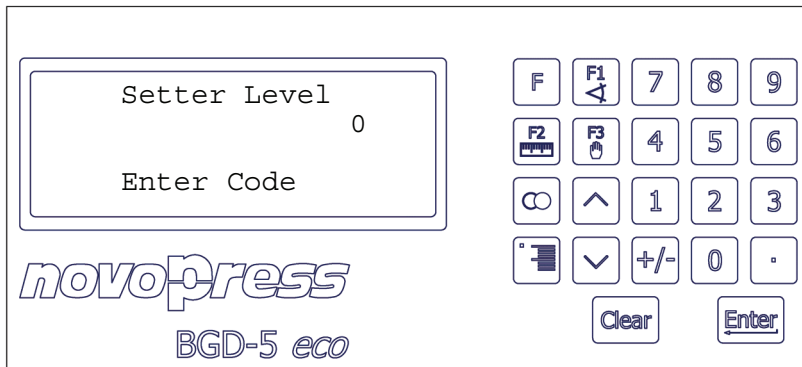 Setter Level
0
Enter Code
novopress
BGD-5 eco
F F1 7 8 9
F2 F3 4 5 6
1 2 3
+/- 0 .
Clear Enter